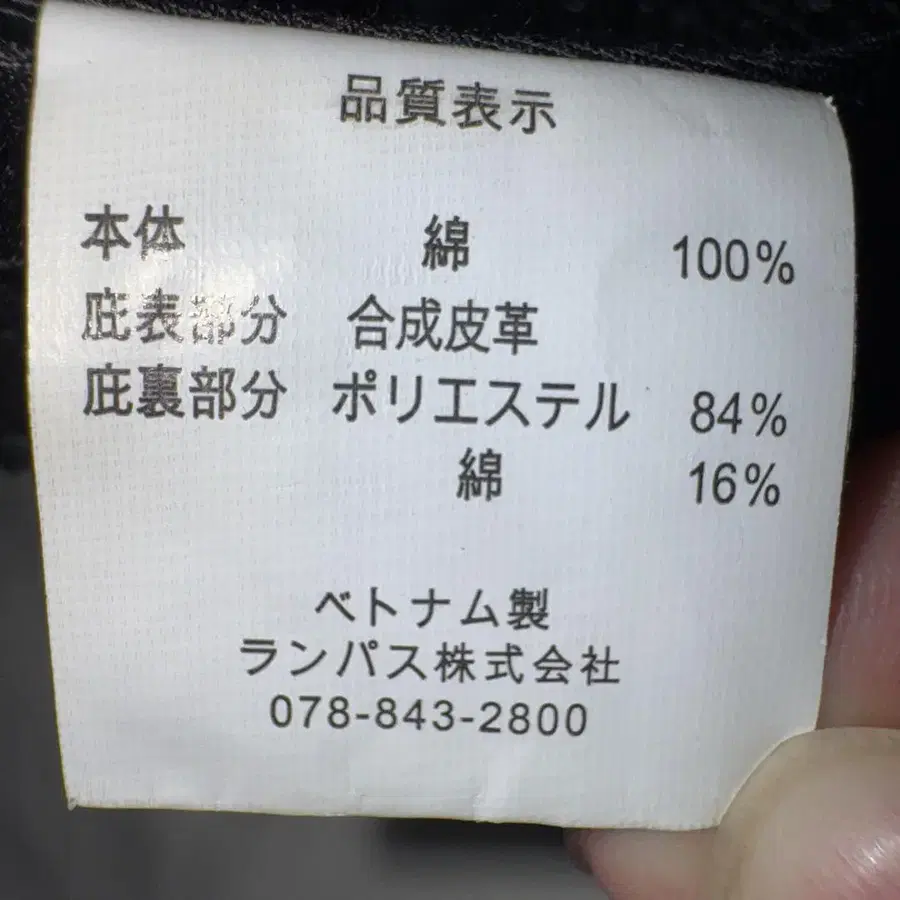 品質表示
本体 綿 100%
庇表部分 合成皮革
庇裏部分 ポリエステル 84%
綿 16%
ベトナム製
ランパス株式会社
078-843-2800